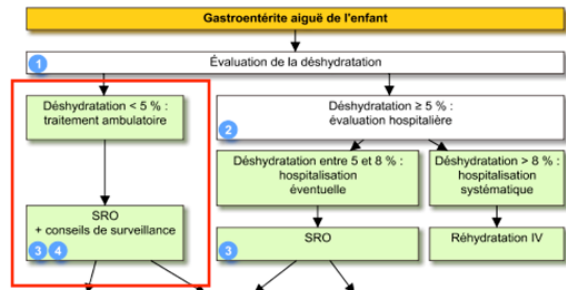 Gastroentérite aiguë de l'enfant
1
Évaluation de la déshydratation
Déshydratation < 5 % :
traitement ambulatoire
2
Déshydratation ≥ 5 % :
évaluation hospitalière
Déshydratation entre 5 et 8 % :
hospitalisation
éventuelle
Déshydratation > 8 % :
hospitalisation
systématique
SRO
+ conseils de surveillance
3 4
SRO
3
Réhydratation IV